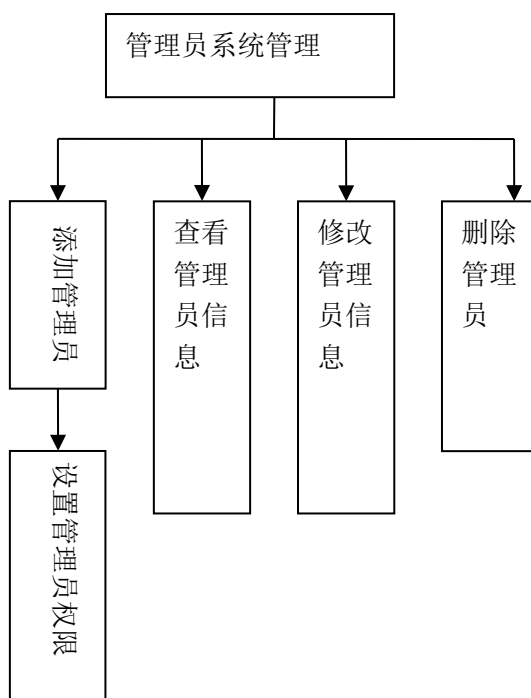 管理员系统管理
添加管理员
查看
管理
员信
息
修改
管理
员信
息
删除
管理
员
设置管理员权限